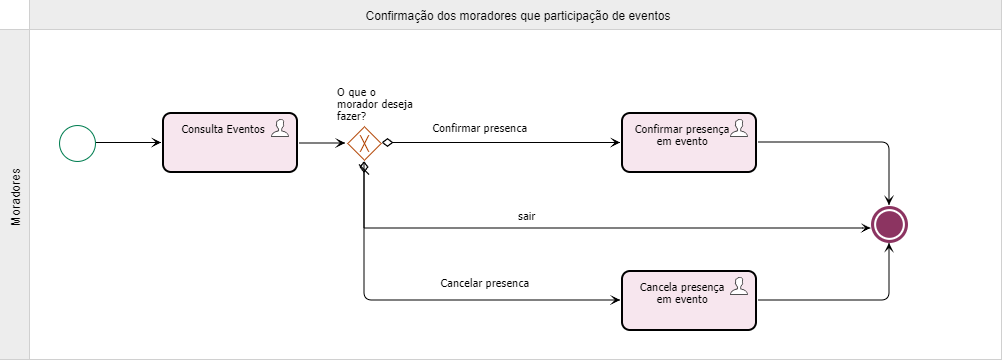 Confirmação dos moradores que participação de eventos
Moradores
Consulta Eventos
O que o
morador deseja
fazer?
Confirmar presenca
Confirmar presença
em evento
sair
Cancelar presenca
Cancela presença
em evento